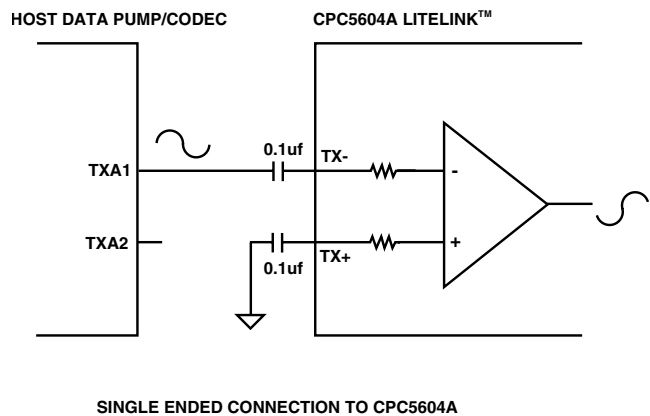 HOST DATA PUMP/CODEC
CPC5604A LITELINK™
0.1uf
TX-
TXA1
-
TXA2
+
0.1uf
TX+
SINGLE ENDED CONNECTION TO CPC5604A